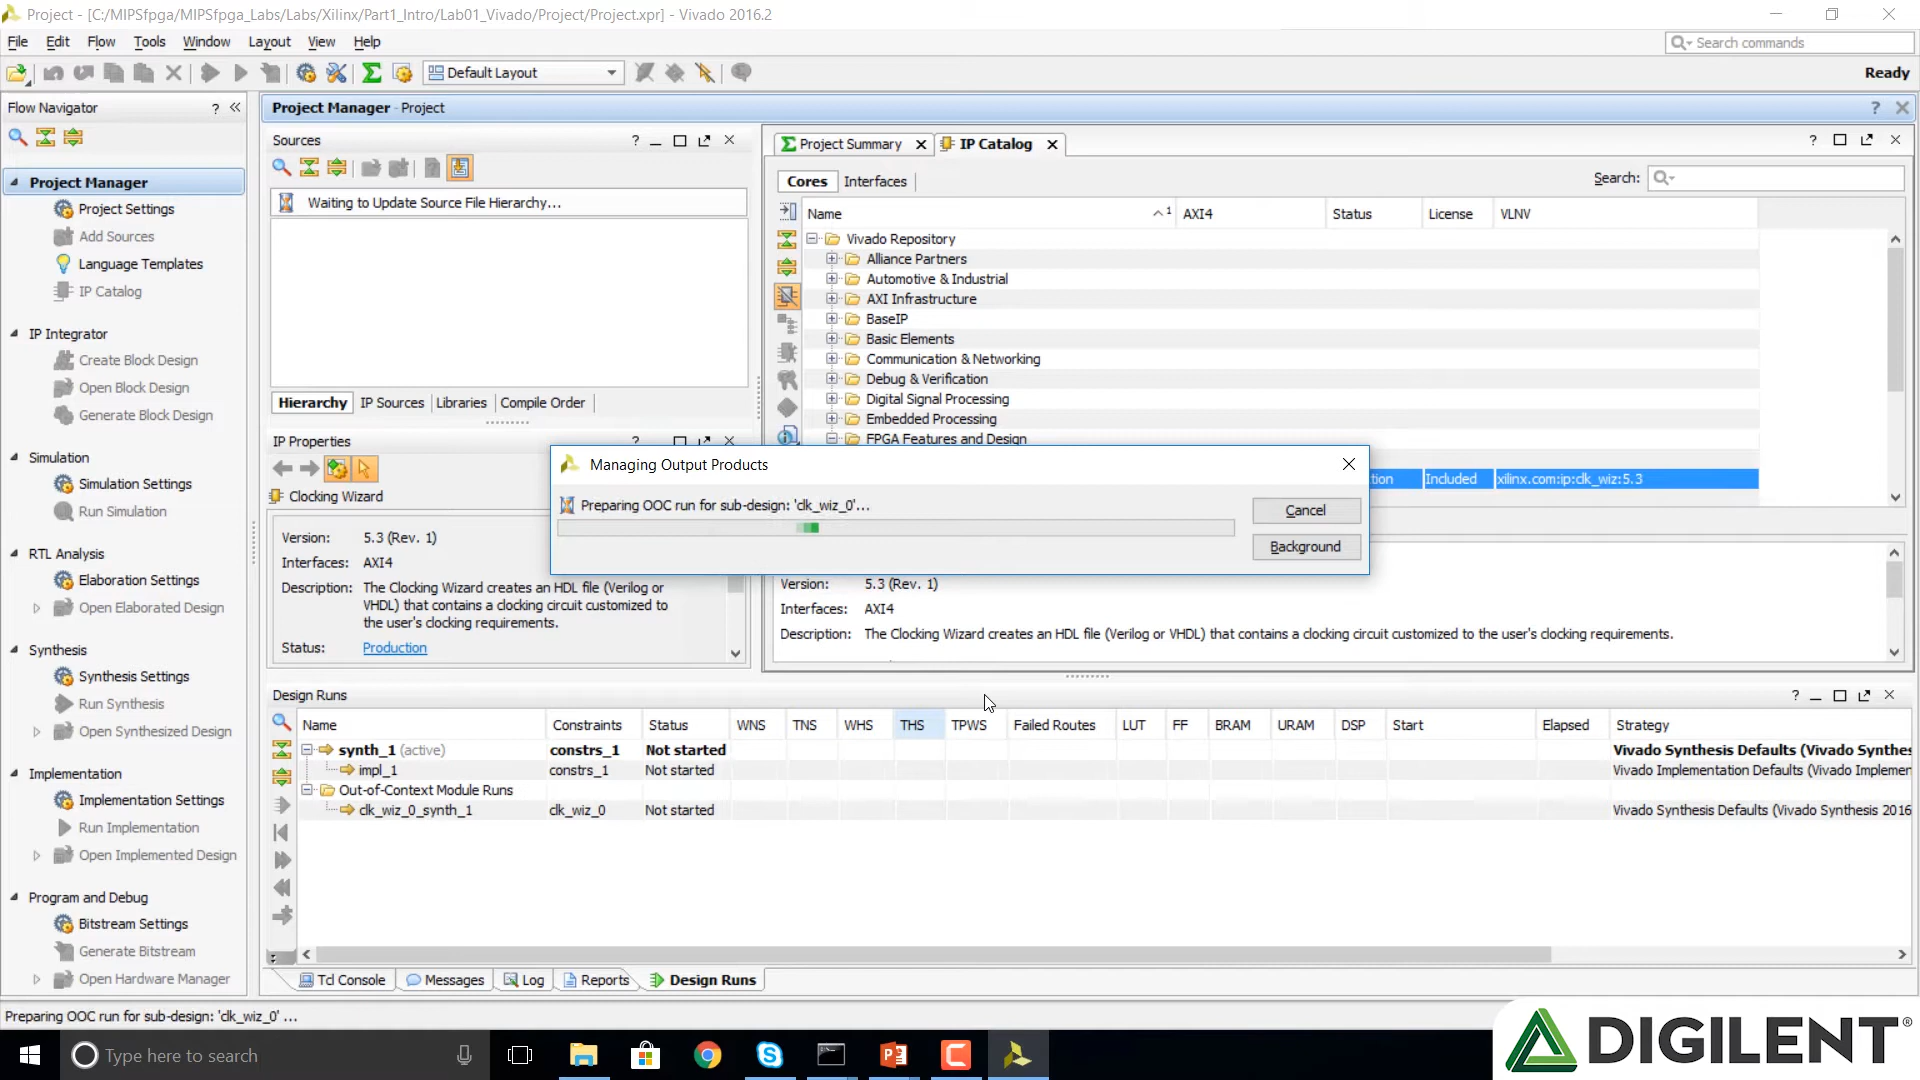 Project - [C:/MIPSfpga/MIPSfpga_Labs/Labs/Xilinx/Part1_Intro/Lab01_Vivado/Project/Project.xpr] - Vivado 2016.2
File Edit Flow Tools Window Layout View Help
Search commands
Default Layout
Ready
Flow Navigator ? «
Project Manager
Project Settings
Add Sources
Language Templates
IP Catalog
IP Integrator
Create Block Design
Open Block Design
Generate Block Design
Simulation
Simulation Settings
Run Simulation
RTL Analysis
Elaboration Settings
Open Elaborated Design
Synthesis
Synthesis Settings
Run Synthesis
Open Synthesized Design
Implementation
Implementation Settings
Run Implementation
Open Implemented Design
Program and Debug
Bitstream Settings
Generate Bitstream
Open Hardware Manager
Project Manager - Project
Sources
Waiting to Update Source File Hierarchy...
Hierarchy IP Sources Libraries Compile Order
IP Properties
Clocking Wizard
Version: 5.3 (Rev. 1)
Interfaces: AXI4
Description: The Clocking Wizard creates an HDL file (Verilog or
VHDL) that contains a clocking circuit customized to
the user's clocking requirements.
Status: Production
Project Summary IP Catalog
Cores Interfaces
Search:
Name 1 AXI4 Status License VLNV
Vivado Repository
Alliance Partners
Automotive & Industrial
AXI Infrastructure
BaseIP
Basic Elements
Communication & Networking
Debug & Verification
Digital Signal Processing
Embedded Processing
FPGA Features and Design
tion Included xilinx.com:ip:clk_wiz:5.3
Managing Output Products
Preparing OOC run for sub-design: 'clk_wiz_0'...
Cancel
Background
Version: 5.3 (Rev. 1)
Interfaces: AXI4
Description: The Clocking Wizard creates an HDL file (Verilog or VHDL) that contains a clocking circuit customized to the user's clocking requirements.
Design Runs
Name Constraints Status WNS TNS WHS THS TPWS Failed Routes LUT FF BRAM URAM DSP Start Elapsed Strategy
synth_1 (active) constrs_1 Not started Vivado Synthesis Defaults (Vivado Synthes
impl_1 constrs_1 Not started Vivado Implementation Defaults (Vivado Implemen
Out-of-Context Module Runs
clk_wiz_0_synth_1 clk_wiz_0 Not started Vivado Synthesis Defaults (Vivado Synthesis 2016
Tcl Console Messages Log Reports Design Runs
Preparing OOC run for sub-design: 'clk_wiz_0' ...
Type here to search
DIGILENT®